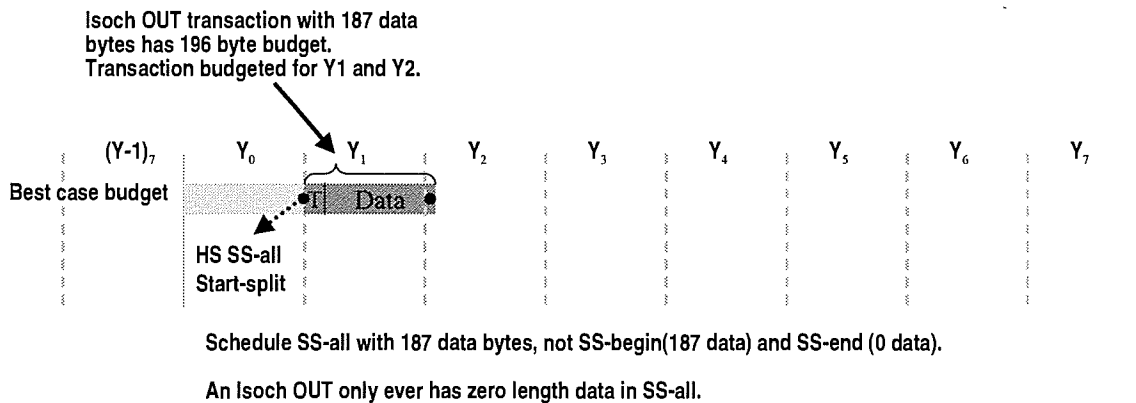 Isoch OUT transaction with 187 data
bytes has 196 byte budget.
Transaction budgeted for Y1 and Y2.
(Y-1)₇ Y₀ Y₁ Y₂ Y₃ Y₄ Y₅ Y₆ Y₇
Best case budget T Data
HS SS-all
Start-split
Schedule SS-all with 187 data bytes, not SS-begin(187 data) and SS-end (0 data).
An Isoch OUT only ever has zero length data in SS-all.